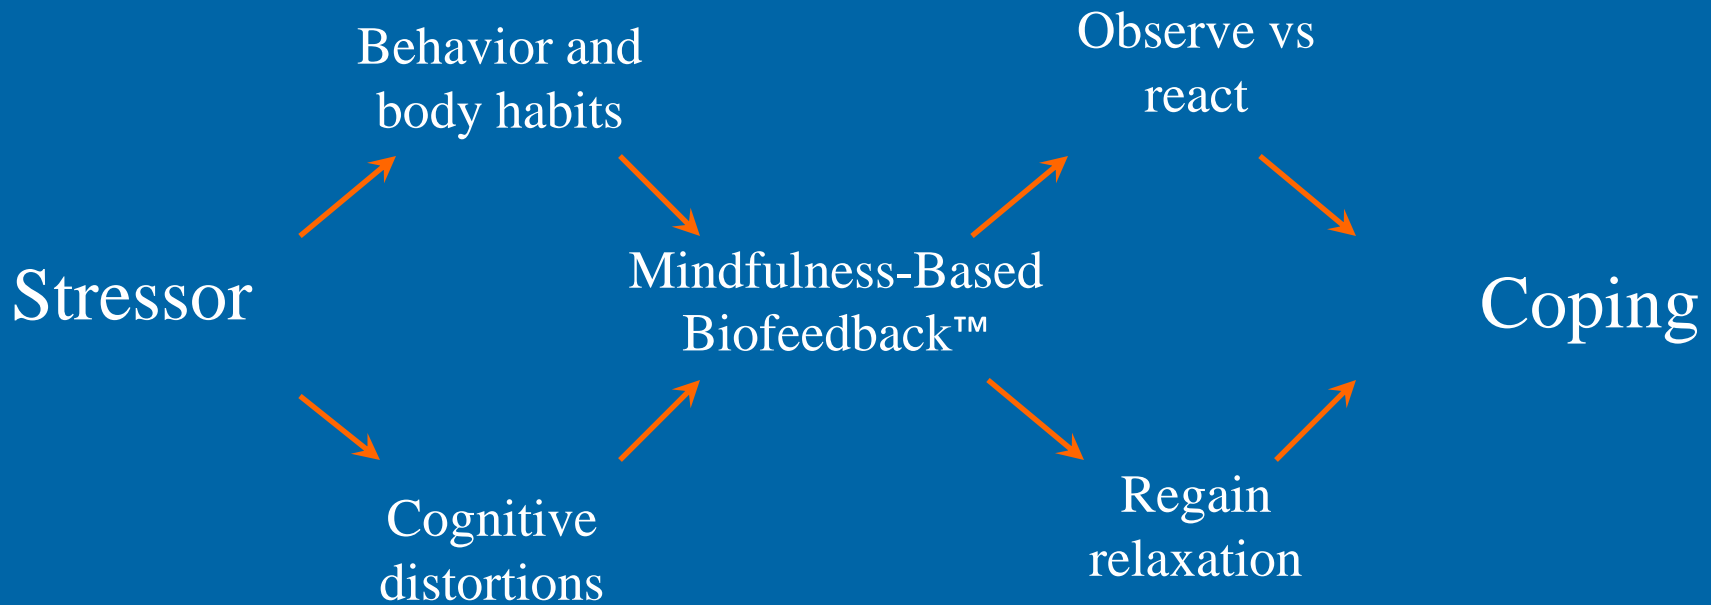 Behavior and
body habits
Observe vs
react
Stressor
Mindfulness-Based
Biofeedback™
Coping
Cognitive
distortions
Regain
relaxation